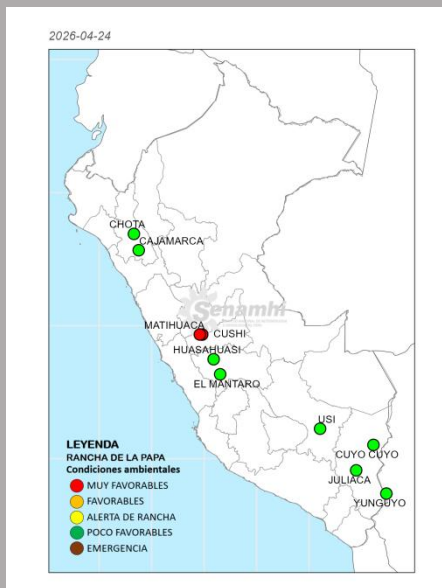 2026-04-24
CHOTA
CAJAMARCA
Senamhi
MATIHUACA
CUSHI
HUASAHUASI
EL MANTARO
USI
CUYO CUYO
JULIACA
YUNGUYO
LEYENDA
RANCHA DE LA PAPA
Condiciones ambientales
MUY FAVORABLES
FAVORABLES
ALERTA DE RANCHA
POCO FAVORABLES
EMERGENCIA